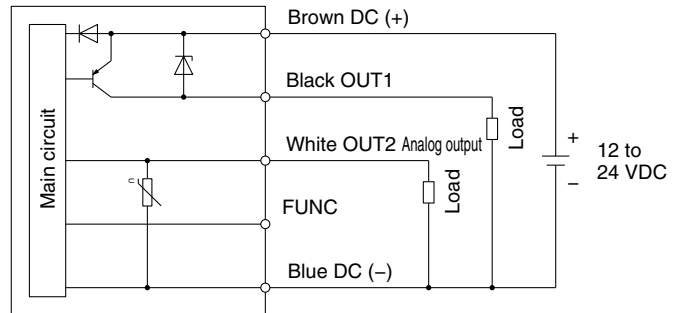 Brown DC (+)
Main circuit
Black OUT1
White OUT2 Analog output
Load
Load
FUNC
Blue DC (−)
+
−
12 to
24 VDC